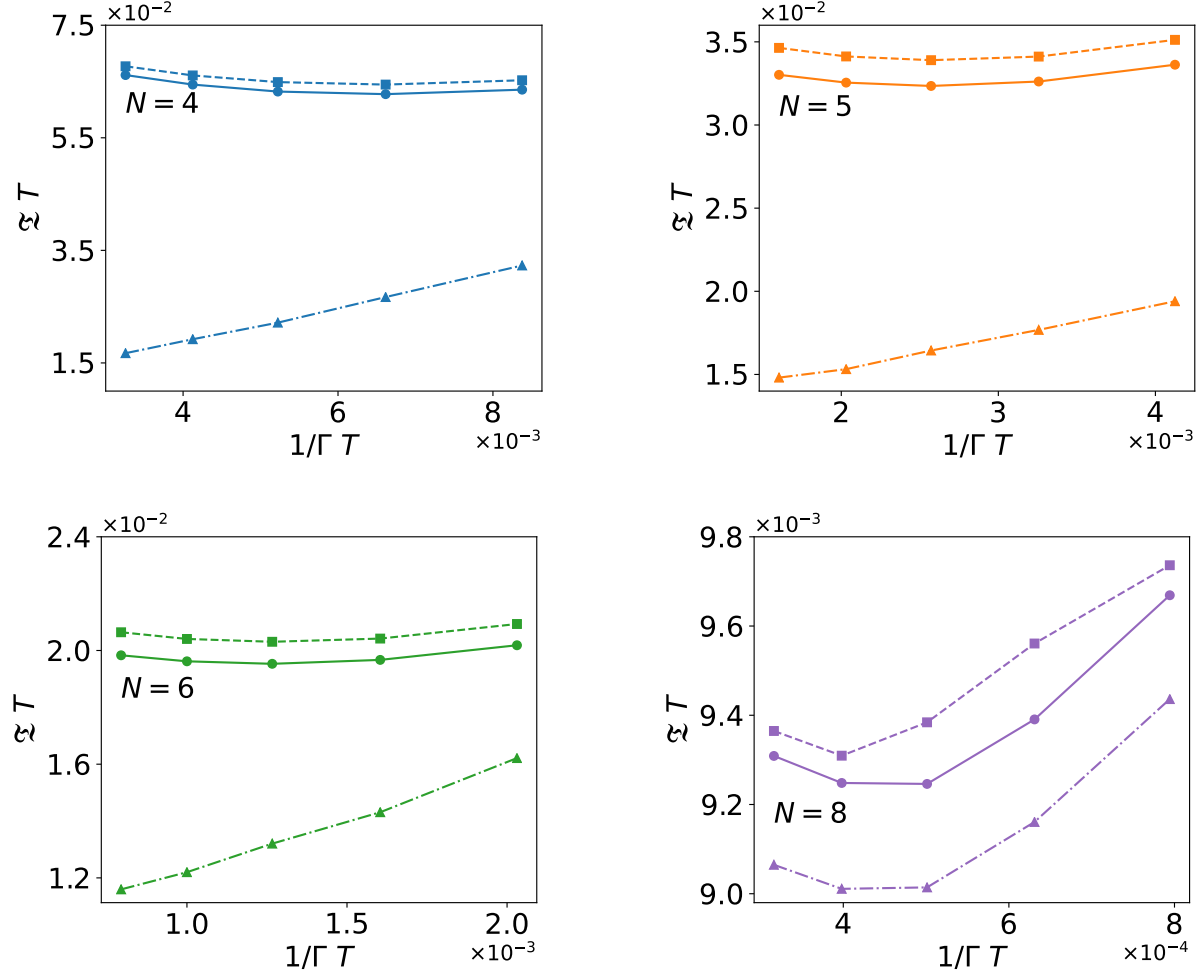 ×10⁻²
7.5
5.5
3.5
1.5
𝔖 T
N = 4
4 6 8
×10⁻³
1/Γ T
×10⁻²
3.5
3.0
2.5
2.0
1.5
𝔖 T
N = 5
2 3 4
×10⁻³
1/Γ T
×10⁻²
2.4
2.0
1.6
1.2
𝔖 T
N = 6
1.0 1.5 2.0
×10⁻³
1/Γ T
×10⁻³
9.8
9.6
9.4
9.2
9.0
𝔖 T
N = 8
4 6 8
×10⁻⁴
1/Γ T